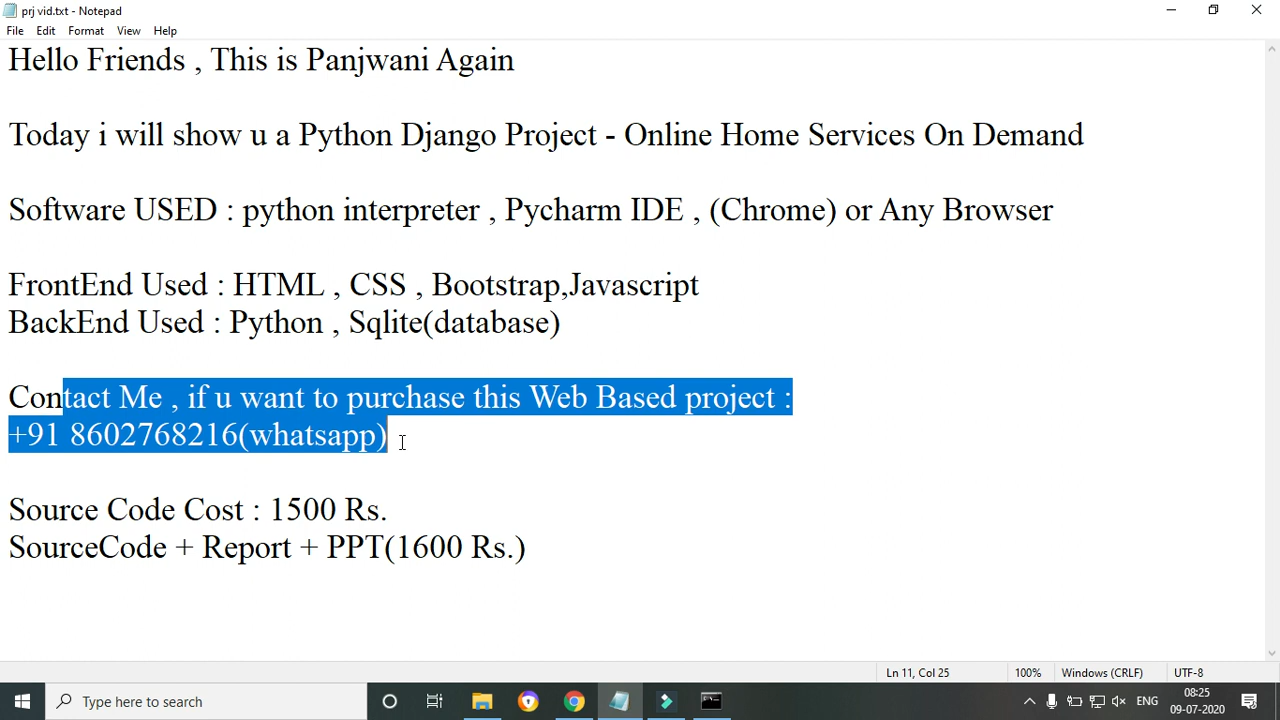 prj vid.txt - Notepad
File Edit Format View Help
Hello Friends , This is Panjwani Again
Today i will show u a Python Django Project - Online Home Services On Demand
Software USED : python interpreter , Pycharm IDE , (Chrome) or Any Browser
FrontEnd Used : HTML , CSS , Bootstrap,Javascript
BackEnd Used : Python , Sqlite(database)
Contact Me , if u want to purchase this Web Based project :
+91 8602768216(whatsapp)
Source Code Cost : 1500 Rs.
SourceCode + Report + PPT(1600 Rs.)
Ln 11, Col 25 100% Windows (CRLF) UTF-8
Type here to search ENG 08:25
09-07-2020